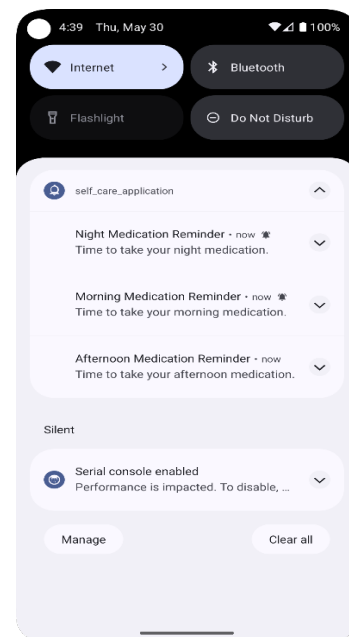 4:39 Thu, May 30 100%
Internet Bluetooth
Flashlight Do Not Disturb
self_care_application
Night Medication Reminder • now
Time to take your night medication.
Morning Medication Reminder • now
Time to take your morning medication.
Afternoon Medication Reminder • now
Time to take your afternoon medication.
Silent
Serial console enabled
Performance is impacted. To disable, ...
Manage Clear all